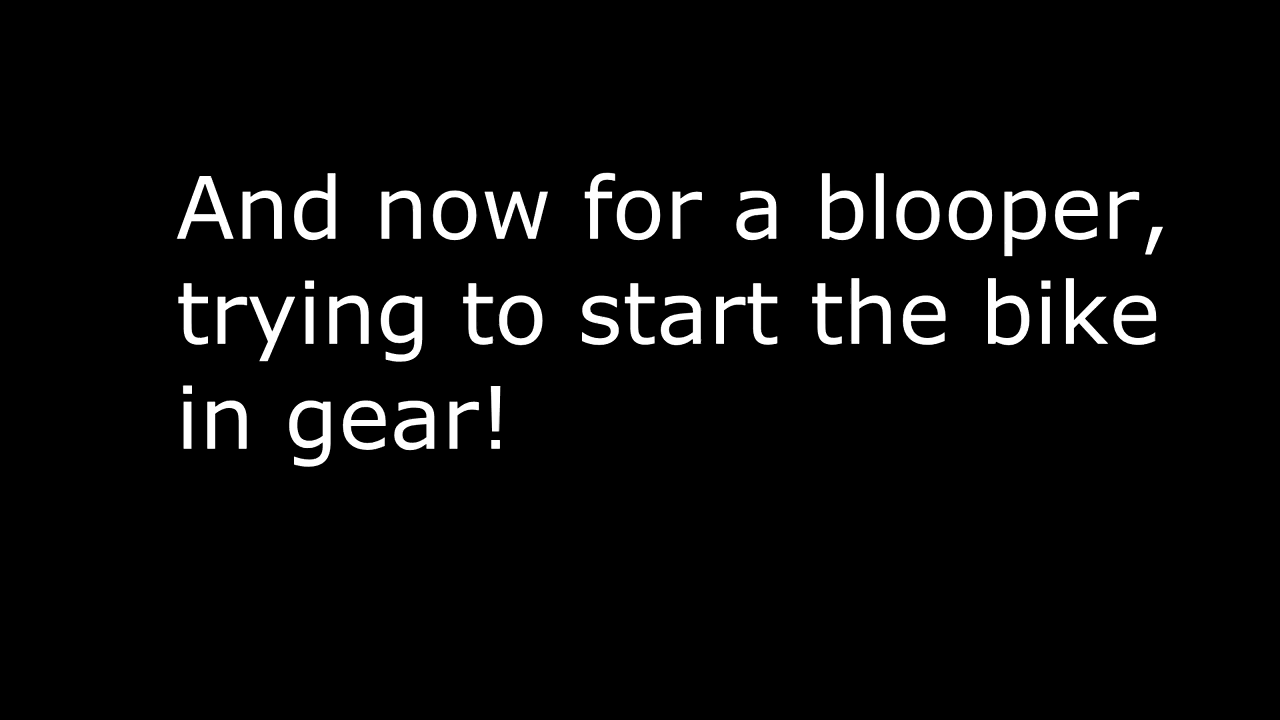 And now for a blooper,
trying to start the bike
in gear!